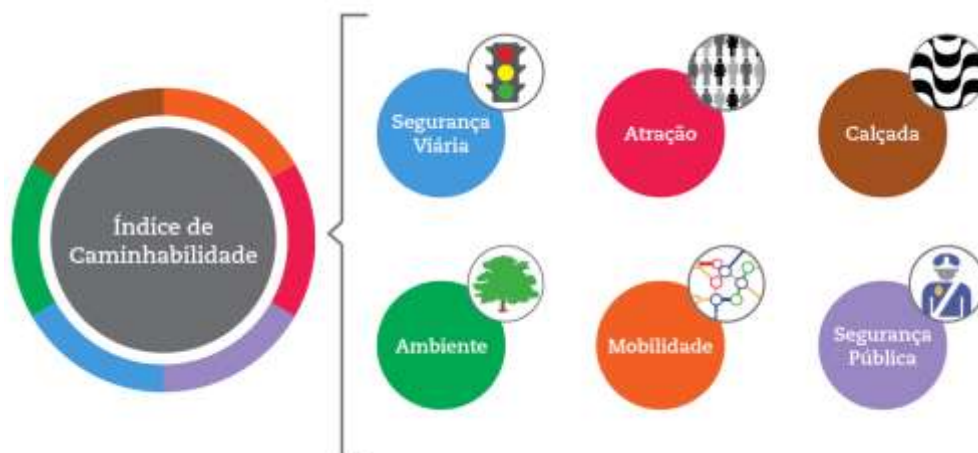 Índice de
Caminhabilidade
Segurança
Viária
Atração
Calçada
Ambiente
Mobilidade
Segurança
Pública